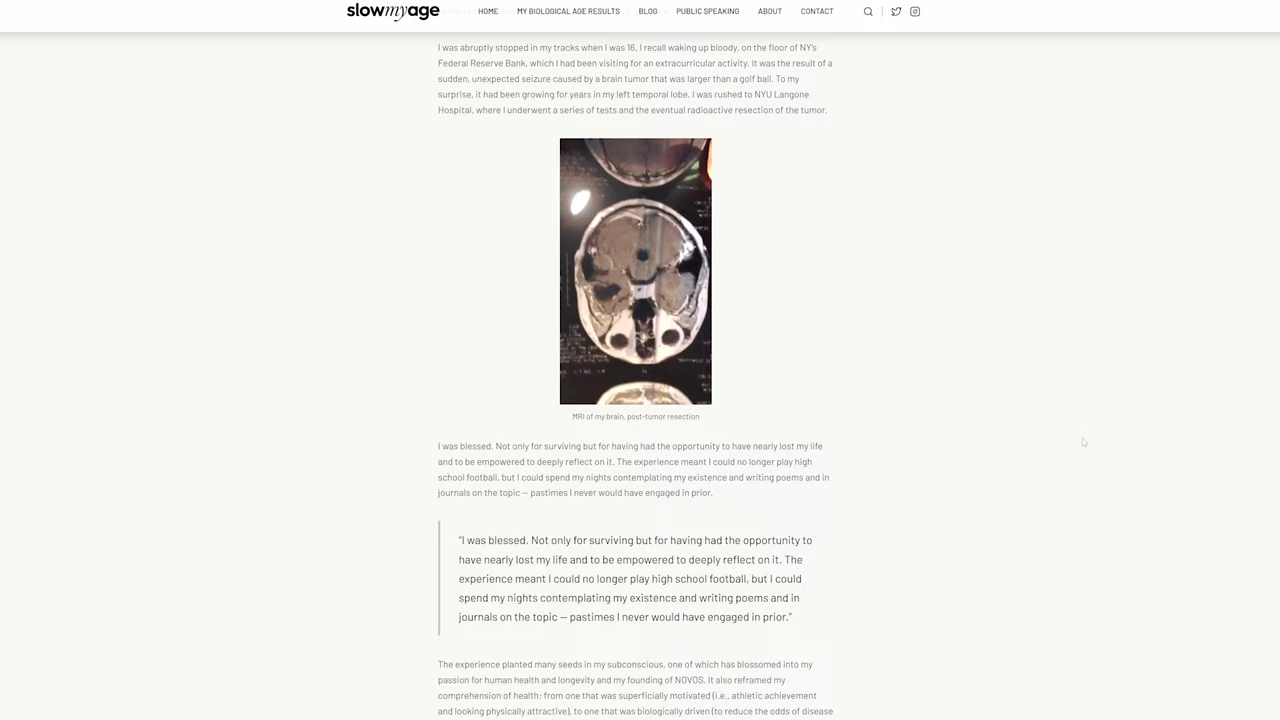 slowmyage
HOME
MY BIOLOGICAL AGE RESULTS
BLOG
PUBLIC SPEAKING
ABOUT
CONTACT
I was abruptly stopped in my tracks when I was 16. I recall waking up bloody, on the floor of NY's
Federal Reserve Bank, which I had been visiting for an extracurricular activity. It was the result of a
sudden, unexpected seizure caused by a brain tumor that was larger than a golf ball. To my
surprise, it had been growing for years in my left temporal lobe. I was rushed to NYU Langone
Hospital, where I underwent a series of tests and the eventual radioactive resection of the tumor.
MRI of my brain, post-tumor resection
I was blessed. Not only for surviving but for having had the opportunity to have nearly lost my life
and to be empowered to deeply reflect on it. The experience meant I could no longer play high
school football, but I could spend my nights contemplating my existence and writing poems and in
journals on the topic — pastimes I never would have engaged in prior.
"I was blessed. Not only for surviving but for having had the opportunity to
have nearly lost my life and to be empowered to deeply reflect on it. The
experience meant I could no longer play high school football, but I could
spend my nights contemplating my existence and writing poems and in
journals on the topic — pastimes I never would have engaged in prior."
The experience planted many seeds in my subconscious, one of which has blossomed into my
passion for human health and longevity and my founding of NOVOS. It also reframed my
comprehension of health: from one that was superficially motivated (i.e., athletic achievement
and looking physically attractive), to one that was biologically driven (to reduce the odds of disease